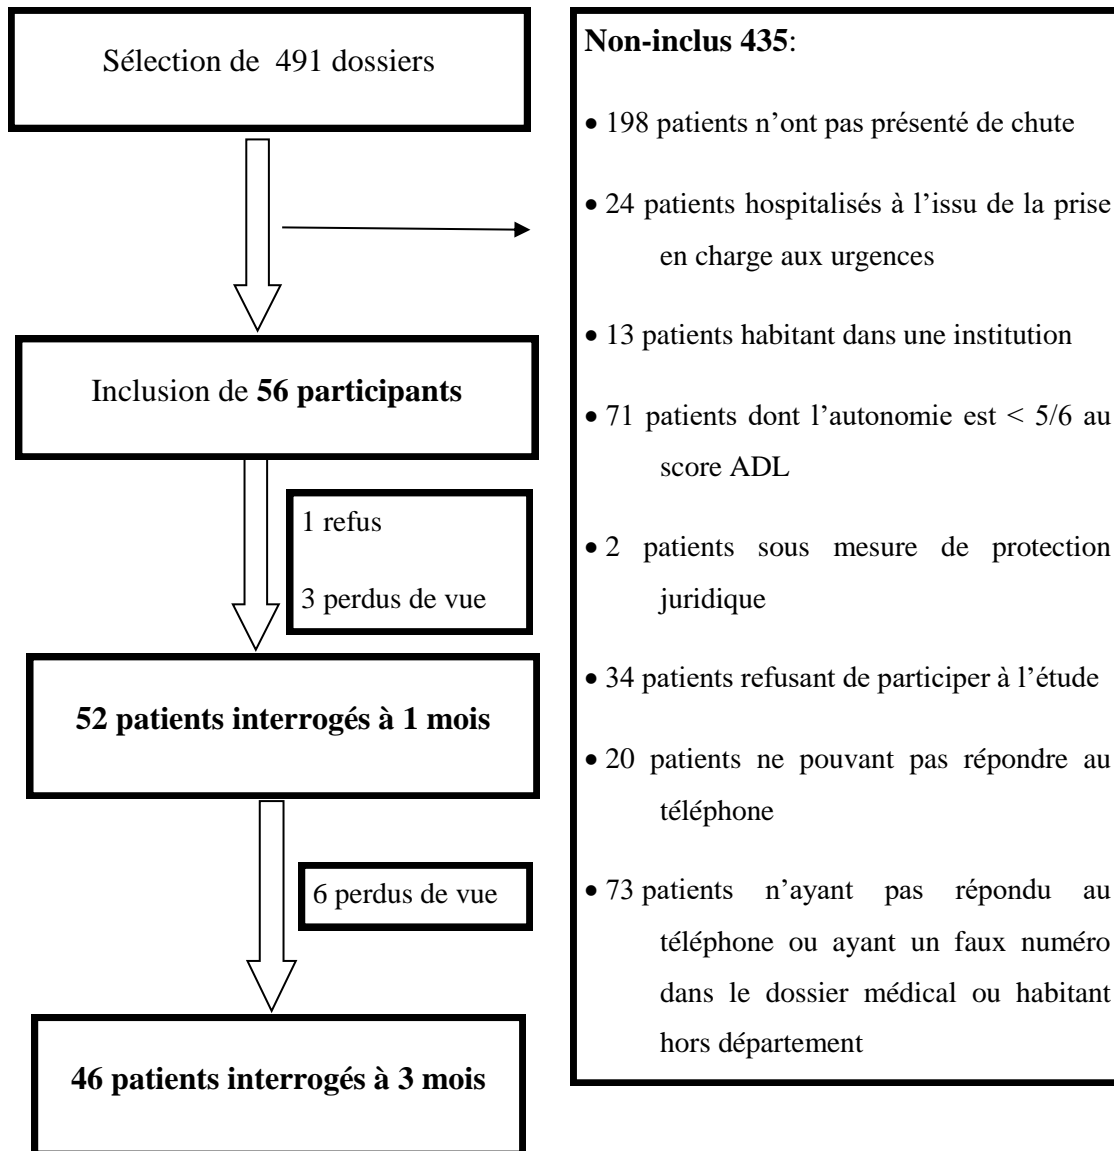 Sélection de 491 dossiers
Inclusion de 56 participants
1 refus
3 perdus de vue
52 patients interrogés à 1 mois
6 perdus de vue
46 patients interrogés à 3 mois
Non-inclus 435:
• 198 patients n’ont pas présenté de chute
• 24 patients hospitalisés à l’issu de la prise
en charge aux urgences
• 13 patients habitant dans une institution
• 71 patients dont l’autonomie est < 5/6 au
score ADL
• 2 patients sous mesure de protection
juridique
• 34 patients refusant de participer à l’étude
• 20 patients ne pouvant pas répondre au
téléphone
• 73 patients n’ayant pas répondu au
téléphone ou ayant un faux numéro
dans le dossier médical ou habitant
hors département